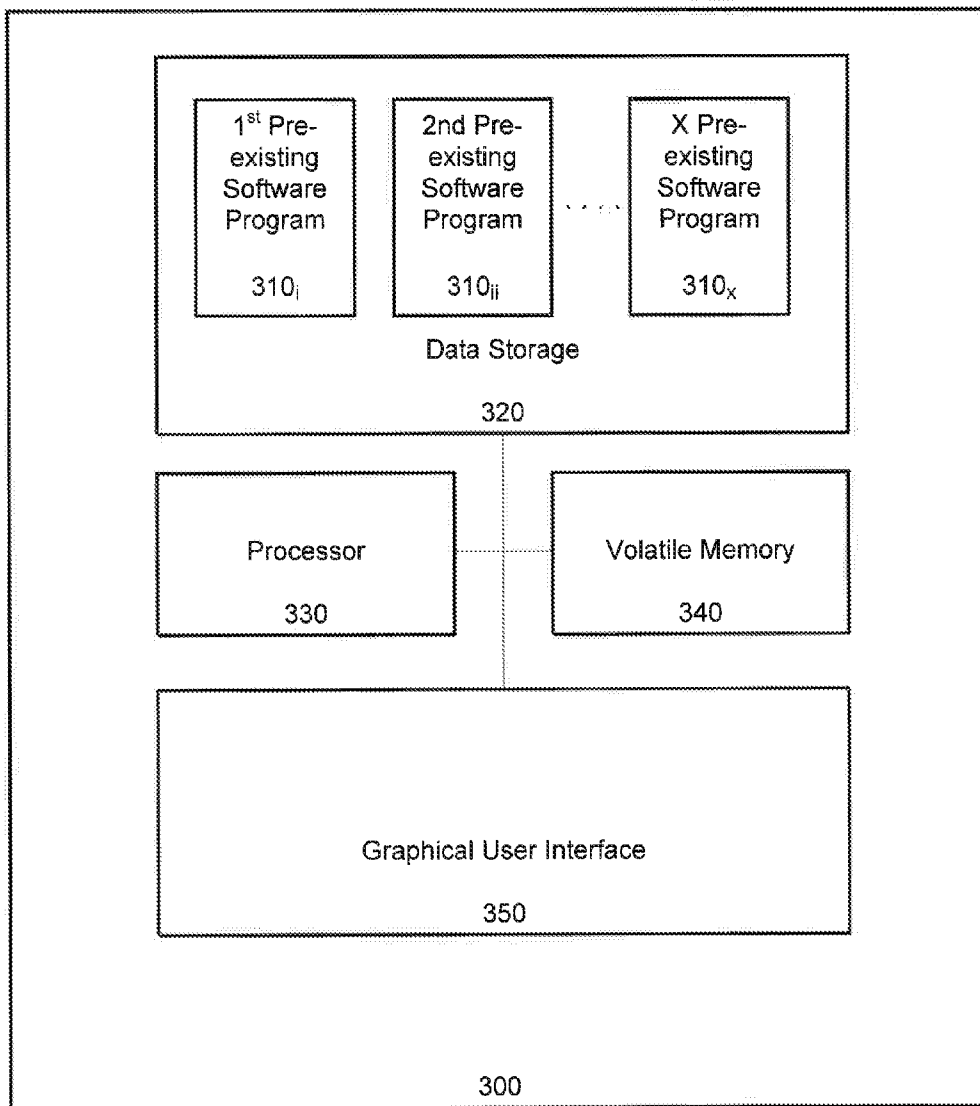 1st Pre-
existing
Software
Program
310i
2nd Pre-
existing
Software
Program
310ii
X Pre-
existing
Software
Program
310x
Data Storage
320
Processor
330
Volatile Memory
340
Graphical User Interface
350
300